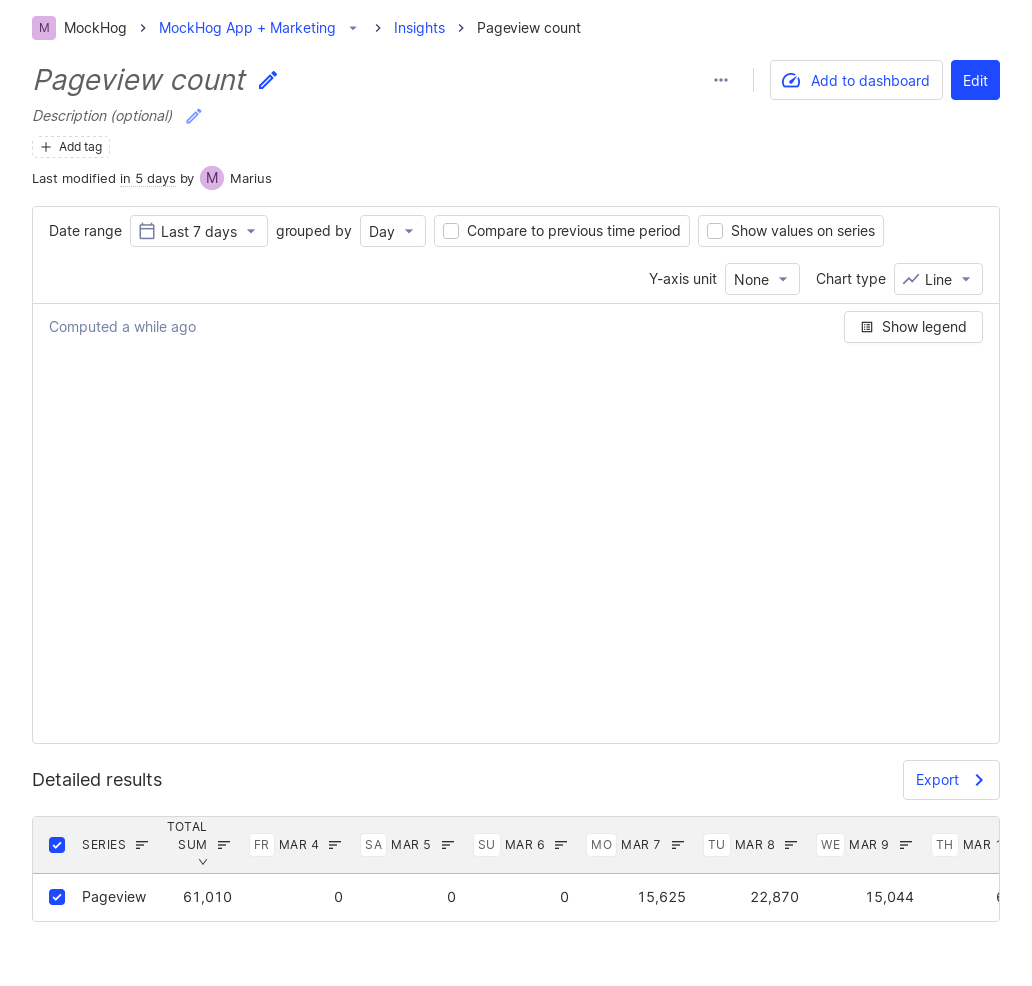 M MockHog MockHog App + Marketing Insights Pageview count
Pageview count
Add to dashboard Edit
Description (optional)
Add tag
Last modified in 5 days by M Marius
Date range Last 7 days grouped by Day Compare to previous time period Show values on series
Y-axis unit None Chart type Line
Computed a while ago Show legend
Detailed results Export
SERIES TOTAL SUM FR MAR 4 SA MAR 5 SU MAR 6 MO MAR 7 TU MAR 8 WE MAR 9 TH MAR
Pageview 61,010 0 0 0 15,625 22,870 15,044